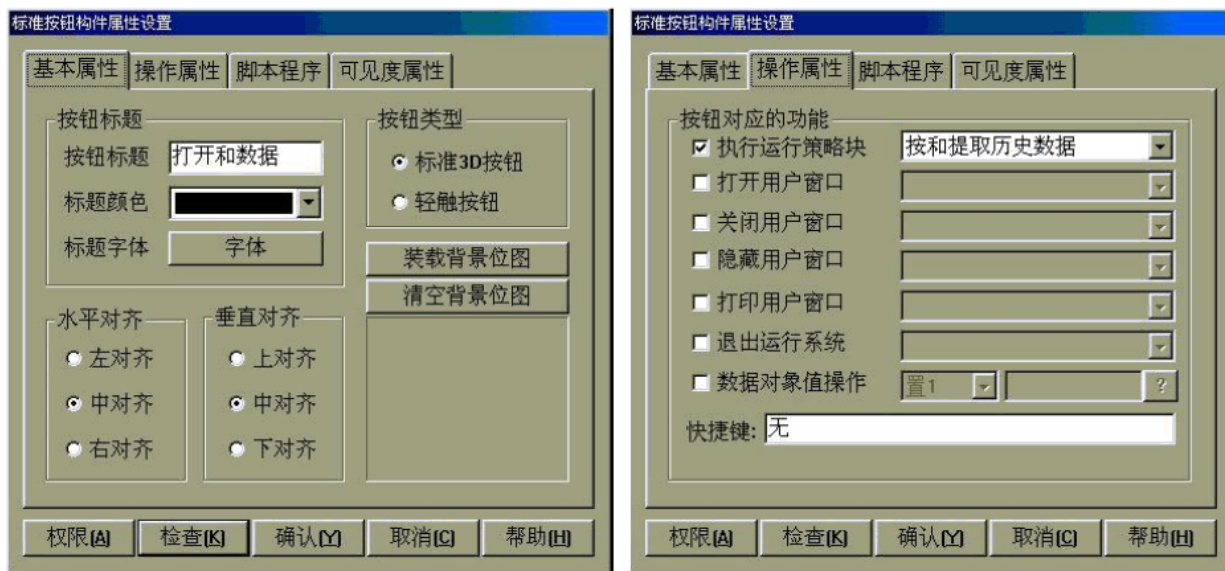 标准按钮构件属性设置
基本属性 操作属性 脚本程序 可见度属性
按钮标题
按钮标题 打开和数据
标题颜色
标题字体 字体
按钮类型
标准3D按钮
轻触按钮
装载背景位图
清空背景位图
水平对齐
左对齐
中对齐
右对齐
垂直对齐
上对齐
中对齐
下对齐
权限(A) 检查(K) 确认(Y) 取消(C) 帮助(H)
标准按钮构件属性设置
基本属性 操作属性 脚本程序 可见度属性
按钮对应的功能
执行运行策略块 按和提取历史数据
打开用户窗口
关闭用户窗口
隐藏用户窗口
打印用户窗口
退出运行系统
数据对象值操作 置1 ?
快捷键: 无
权限(A) 检查(K) 确认(Y) 取消(C) 帮助(H)